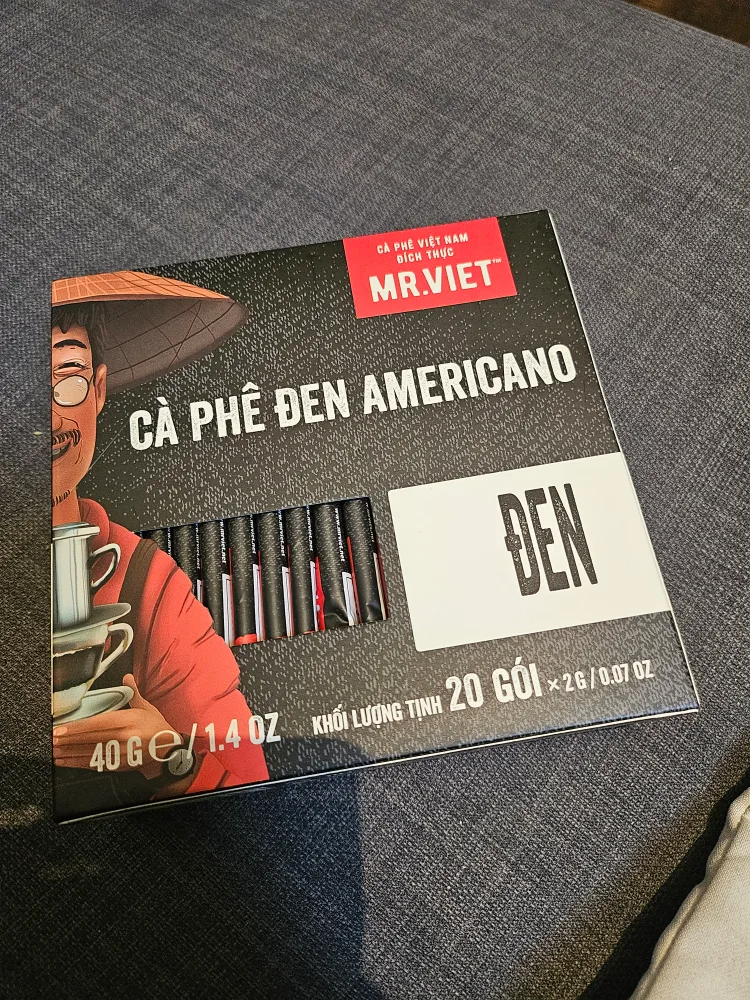 CÀ PHÊ VIỆT NAM
ĐÍCH THỰC
MR.VIET™
CÀ PHÊ ĐEN AMERICANO
ĐEN
40 G ℮ / 1.4 OZ
KHỐI LƯỢNG TỊNH 20 GÓI × 2 G / 0.07 OZ